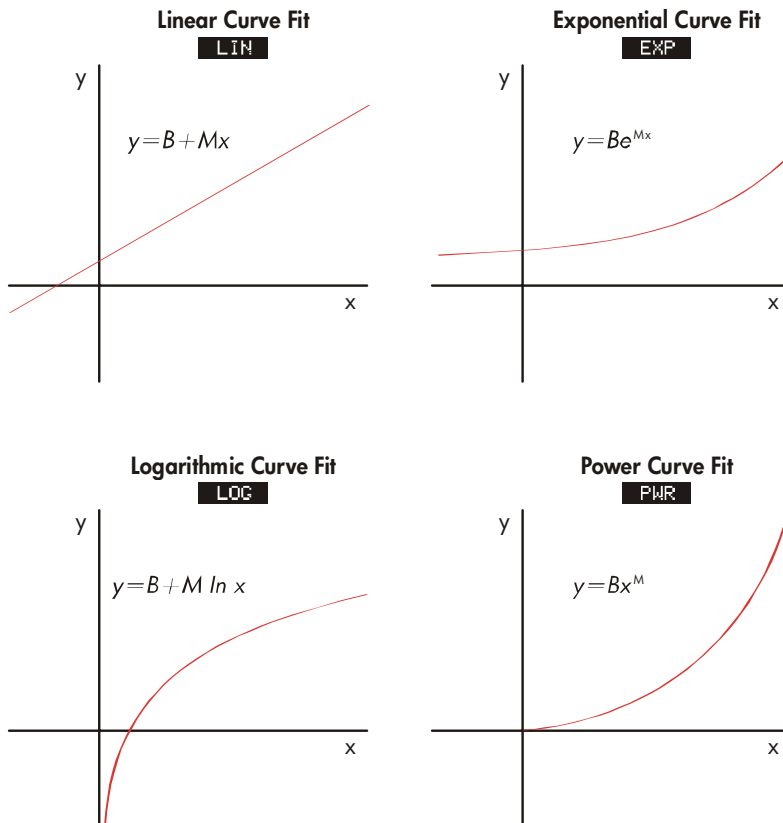 Linear Curve Fit
LIN
y
y=B+Mx
x
Exponential Curve Fit
EXP
y
y=Be^Mx
x
Logarithmic Curve Fit
LOG
y
y=B+M ln x
x
Power Curve Fit
PWR
y
y=Bx^M
x